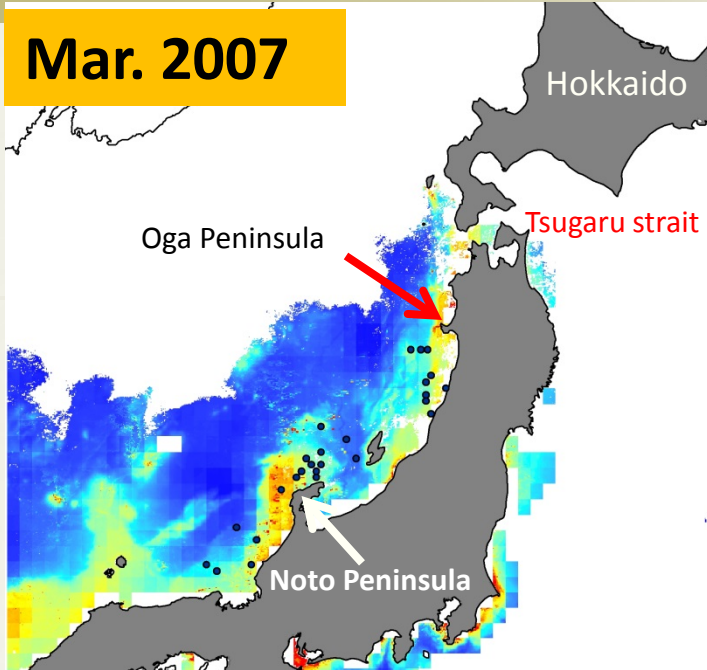 Mar. 2007
Hokkaido
Tsugaru strait
Oga Peninsula
Noto Peninsula